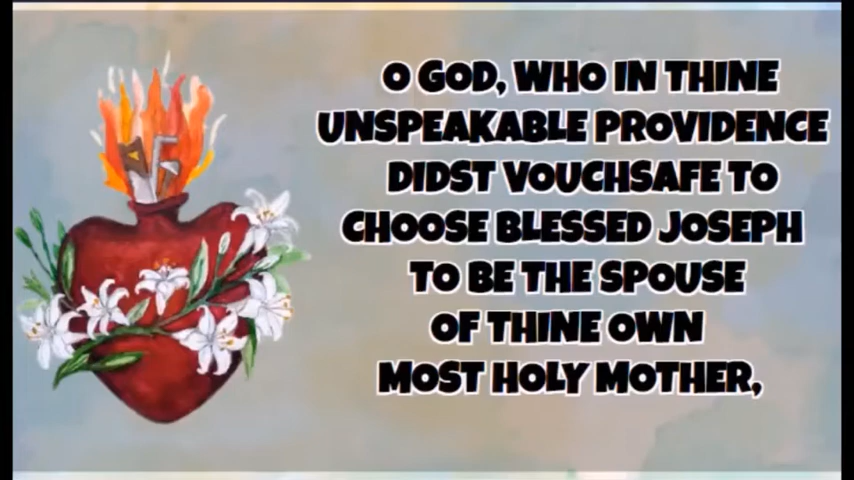 O GOD, WHO IN THINE
UNSPEAKABLE PROVIDENCE
DIDST VOUCHSAFE TO
CHOOSE BLESSED JOSEPH
TO BE THE SPOUSE
OF THINE OWN
MOST HOLY MOTHER,